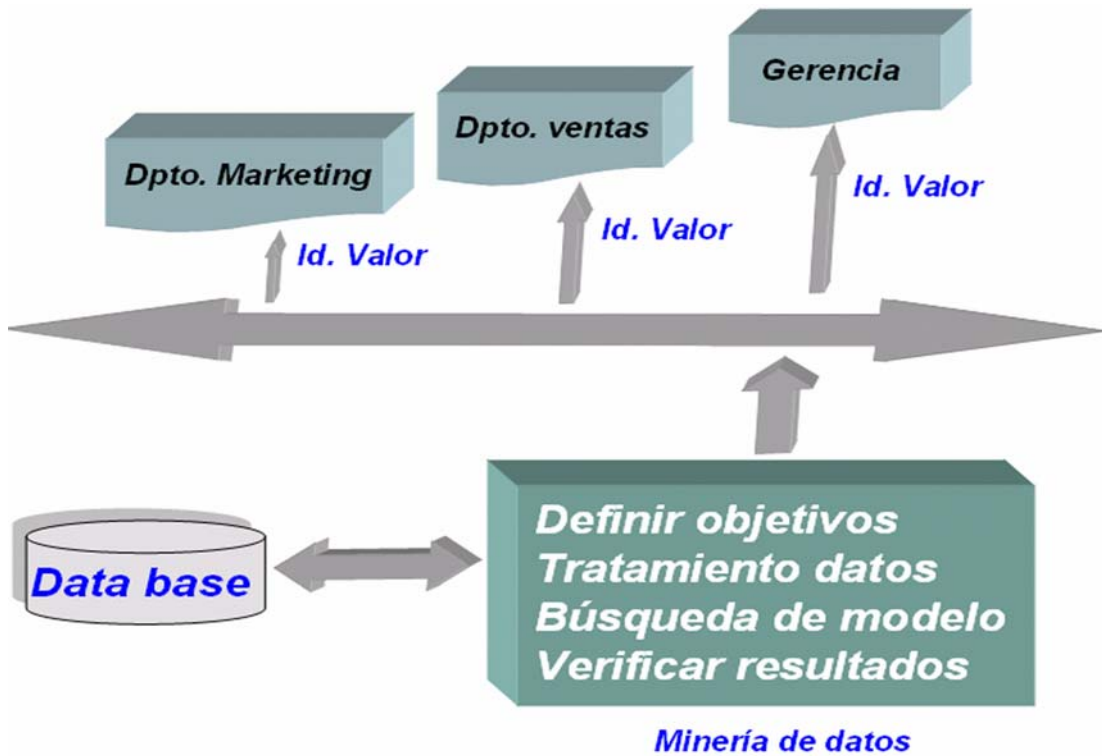 Gerencia
Dpto. ventas
Dpto. Marketing
Id. Valor
Id. Valor
Id. Valor
Data base
Definir objetivos
Tratamiento datos
Búsqueda de modelo
Verificar resultados
Minería de datos